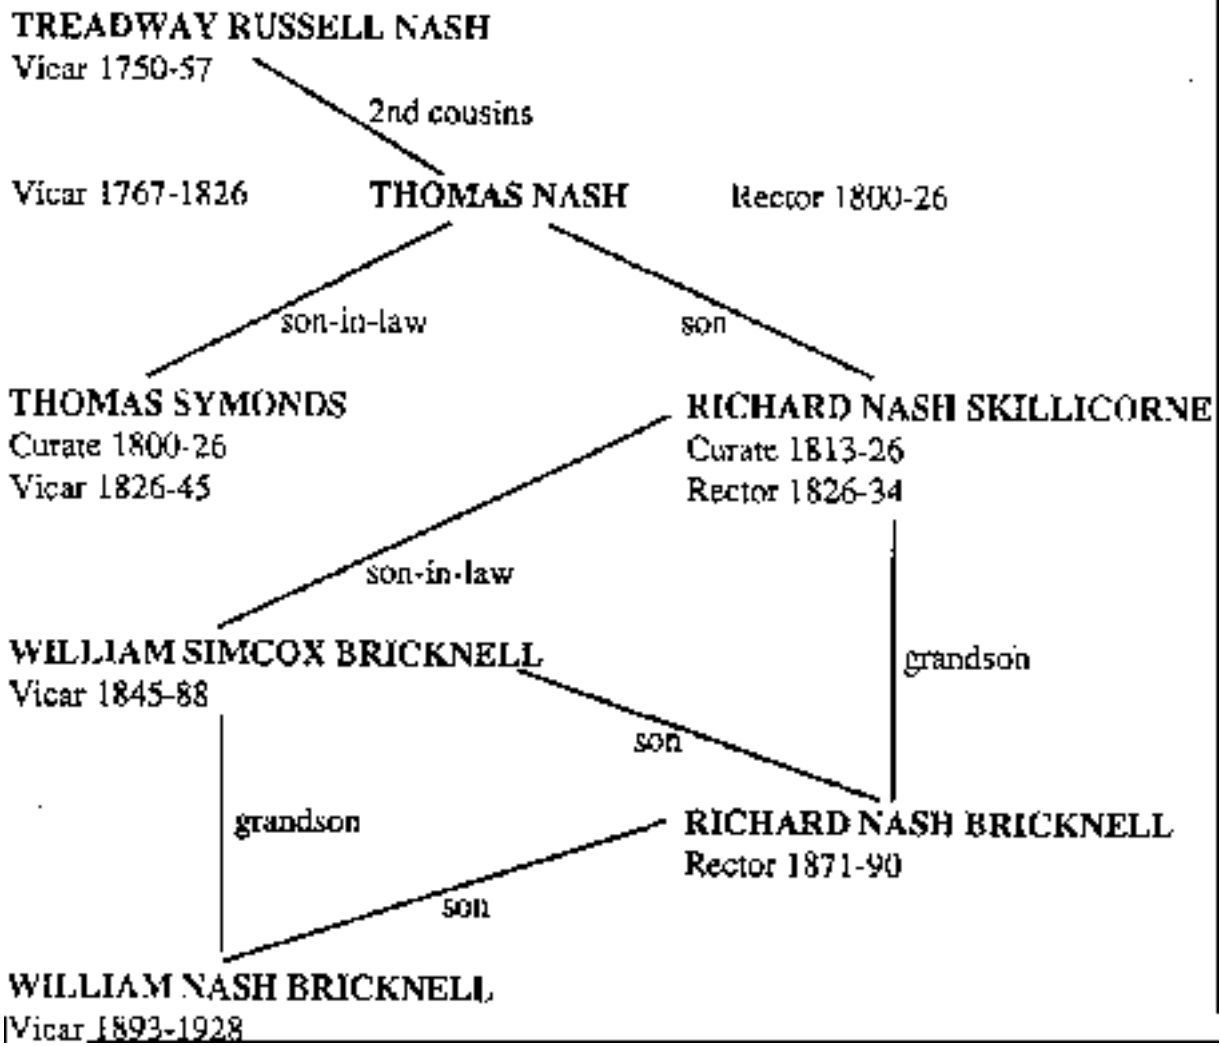 TREADWAY RUSSELL NASH
Vicar 1750-57
2nd cousins
Vicar 1767-1826
THOMAS NASH
Rector 1800-26
son-in-law
son
THOMAS SYMONDS
Curate 1800-26
Vicar 1826-45
RICHARD NASH SKILLICORNE
Curate 1813-26
Rector 1826-34
son-in-law
grandson
WILLIAM SIMCOX BRICKNELL
Vicar 1845-88
son
grandson
RICHARD NASH BRICKNELL
Rector 1871-90
son
WILLIAM NASH BRICKNELL
Vicar 1893-1928